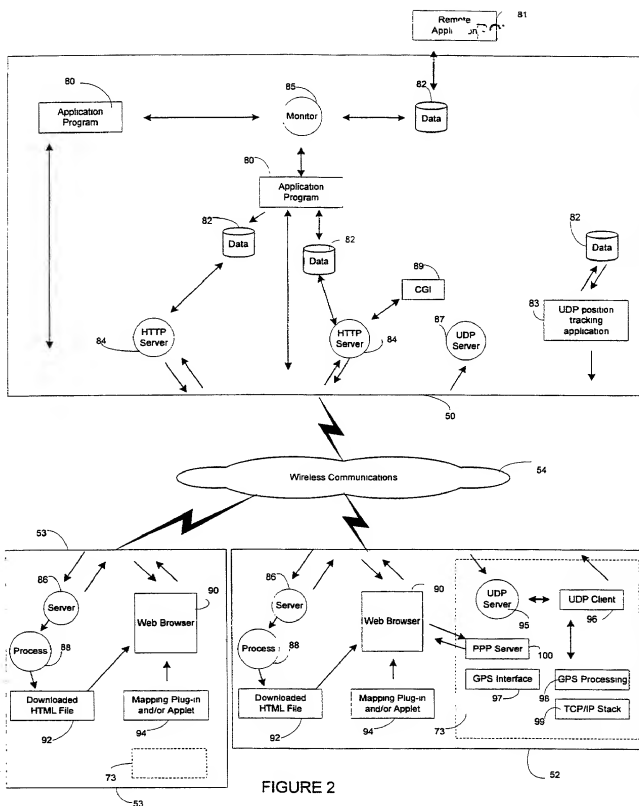 Remote
81
80
Application
Program
85
Monitor
82
Data
80
Application
Program
82
Data
82
Data
89
CGI
82
Data
83
UDP position
tracking
application
84
HTTP
Server
HTTP
Server
84
87
UDP
Server
50
Wireless Communications
54
53
86
Server
90
Web Browser
Process
88
Downloaded
HTML File
92
Mapping Plug-in
and/or Applet
94
73
53
86
Server
90
Web Browser
Process
88
Downloaded
HTML File
92
Mapping Plug-in
and/or Applet
94
UDP
Server
95
UDP Client
96
PPP Server
100
GPS Interface
97
GPS Processing
98
TCP/IP Stack
99
73
52
FIGURE 2